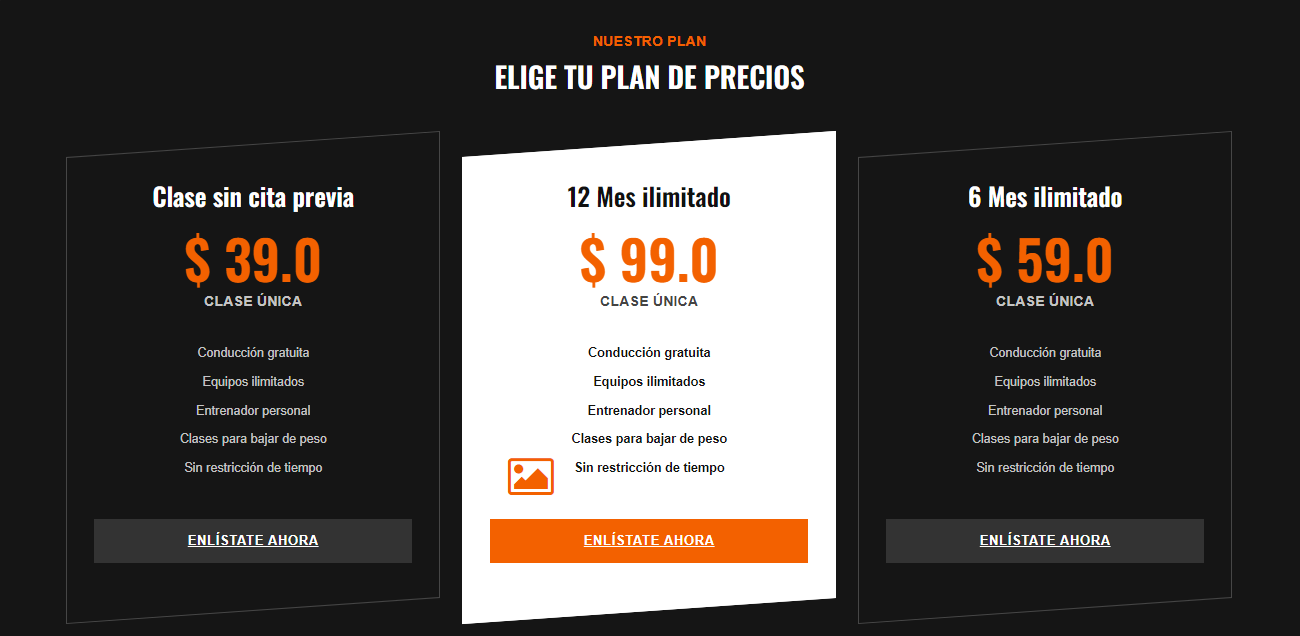 NUESTRO PLAN
ELIGE TU PLAN DE PRECIOS
Clase sin cita previa
$ 39.0
CLASE ÚNICA
Conducción gratuita
Equipos ilimitados
Entrenador personal
Clases para bajar de peso
Sin restricción de tiempo
ENLÍSTATE AHORA
12 Mes ilimitado
$ 99.0
CLASE ÚNICA
Conducción gratuita
Equipos ilimitados
Entrenador personal
Clases para bajar de peso
Sin restricción de tiempo
ENLÍSTATE AHORA
6 Mes ilimitado
$ 59.0
CLASE ÚNICA
Conducción gratuita
Equipos ilimitados
Entrenador personal
Clases para bajar de peso
Sin restricción de tiempo
ENLÍSTATE AHORA